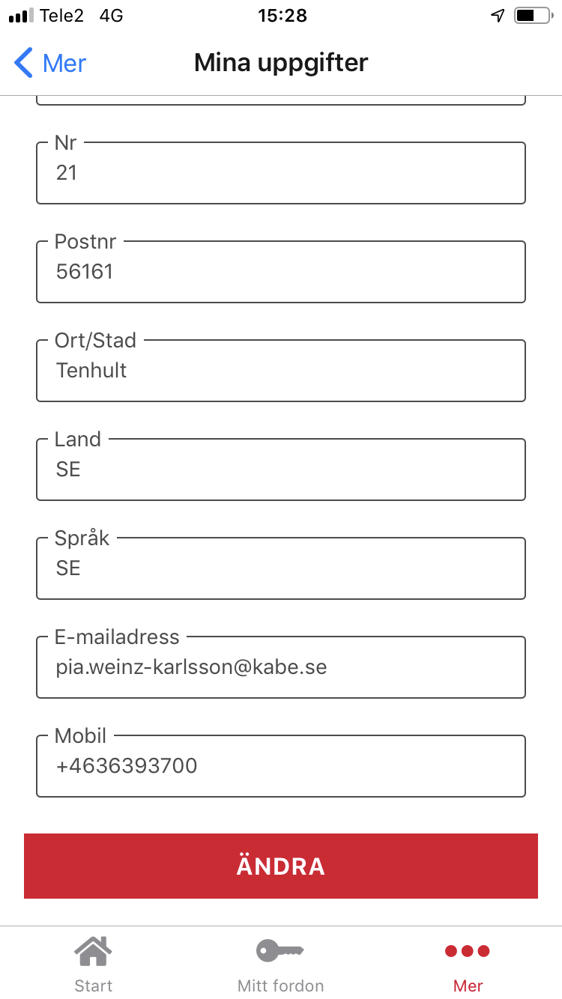 Tele2 4G 15:28
Mer Mina uppgifter
Nr
21
Postnr
56161
Ort/Stad
Tenhult
Land
SE
Språk
SE
E-mailadress
pia.weinz-karlsson@kabe.se
Mobil
+4636393700
ÄNDRA
Start Mitt fordon Mer